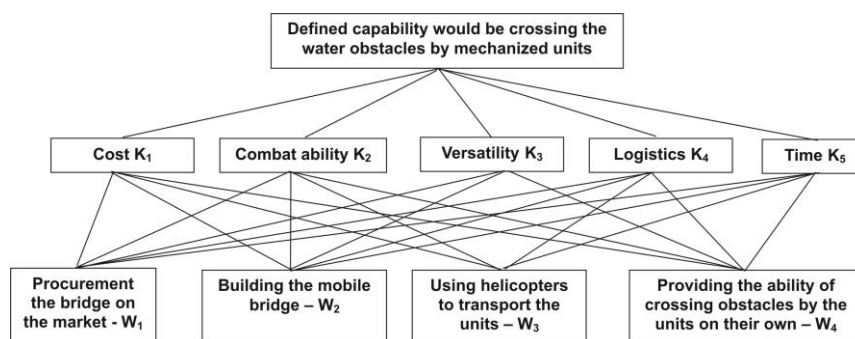 Defined capability would be crossing the
water obstacles by mechanized units
Cost K₁
Combat ability K₂
Versatility K₃
Logistics K₄
Time K₅
Procurement
the bridge on
the market - W₁
Building the mobile
bridge – W₂
Using helicopters
to transport the
units – W₃
Providing the ability of
crossing obstacles by the
units on their own – W₄